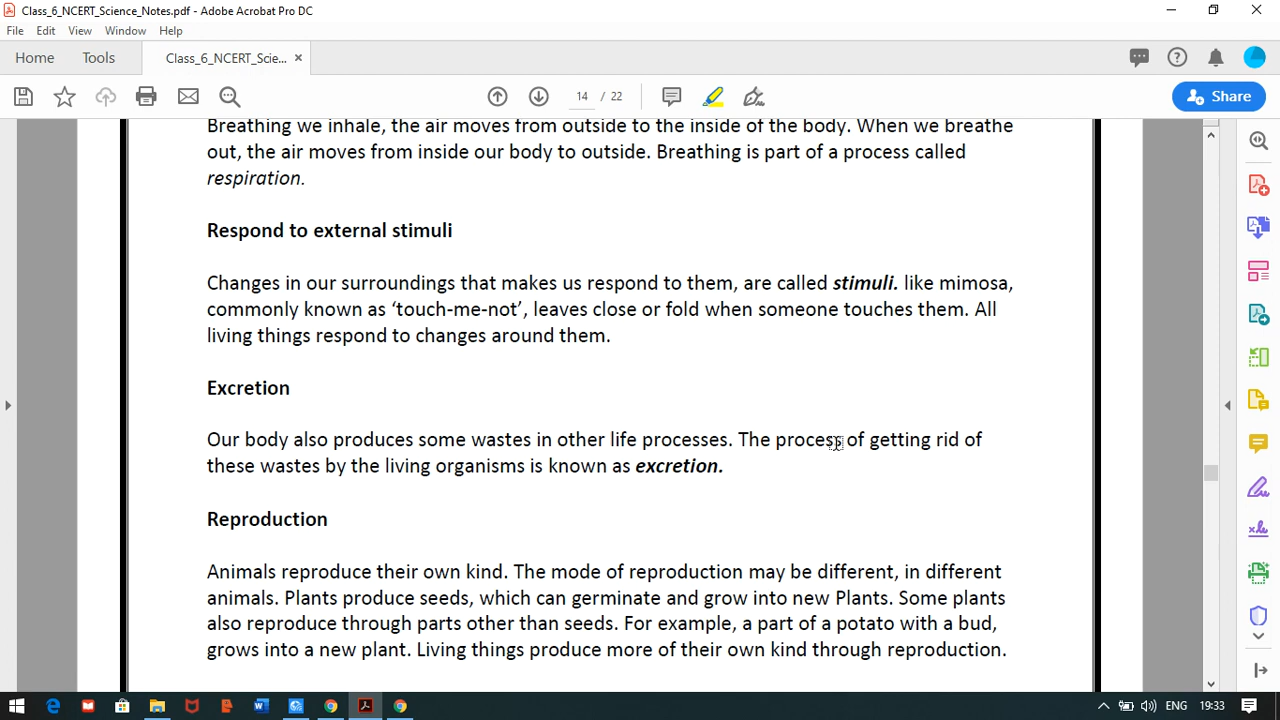 Class_6_NCERT_Science_Notes.pdf - Adobe Acrobat Pro DC
File Edit View Window Help
Home Tools Class_6_NCERT_Scie... ×
14 / 22
Share
Breathing we inhale, the air moves from outside to the inside of the body. When we breathe
out, the air moves from inside our body to outside. Breathing is part of a process called
respiration.
Respond to external stimuli
Changes in our surroundings that makes us respond to them, are called stimuli. like mimosa,
commonly known as ‘touch-me-not’, leaves close or fold when someone touches them. All
living things respond to changes around them.
Excretion
Our body also produces some wastes in other life processes. The process of getting rid of
these wastes by the living organisms is known as excretion.
Reproduction
Animals reproduce their own kind. The mode of reproduction may be different, in different
animals. Plants produce seeds, which can germinate and grow into new Plants. Some plants
also reproduce through parts other than seeds. For example, a part of a potato with a bud,
grows into a new plant. Living things produce more of their own kind through reproduction.
ENG 19:33